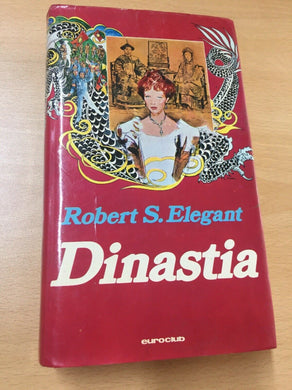 Robert S. Elegant
Dinastia
euroclub